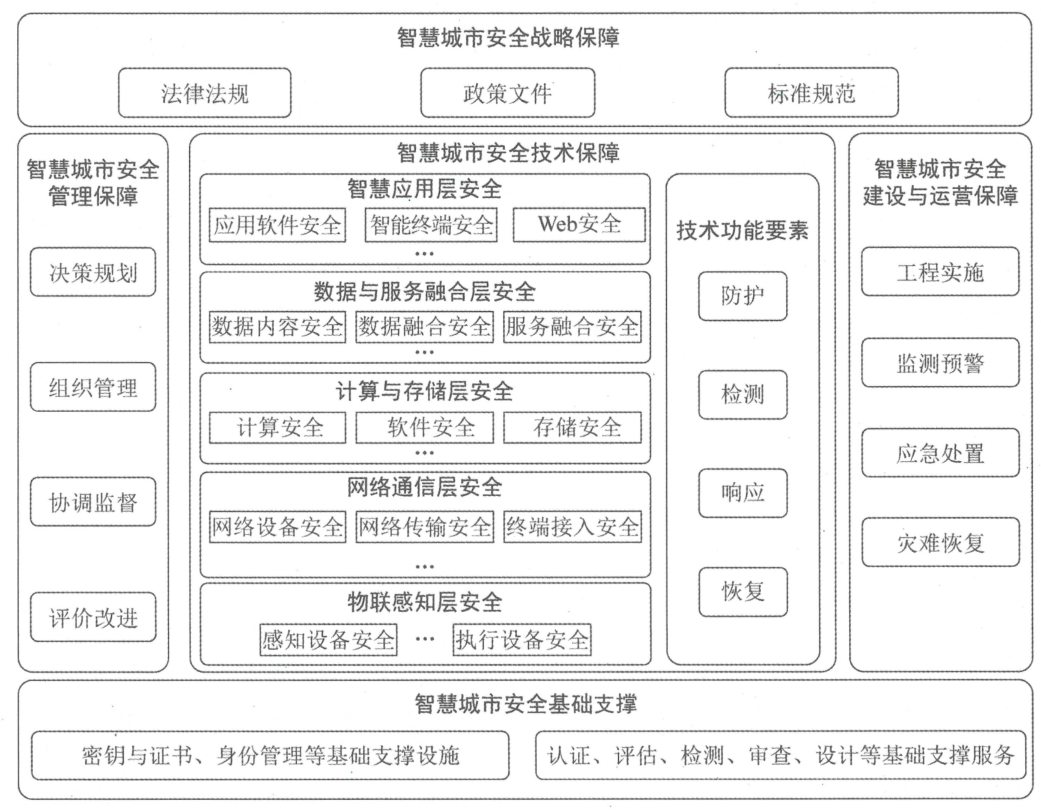 智慧城市安全战略保障
法律法规
政策文件
标准规范
智慧城市安全
管理保障
决策规划
组织管理
协调监督
评价改进
智慧城市安全技术保障
智慧应用层安全
应用软件安全
智能终端安全
Web安全
…
数据与服务融合层安全
数据内容安全
数据融合安全
服务融合安全
…
计算与存储层安全
计算安全
软件安全
存储安全
…
网络通信层安全
网络设备安全
网络传输安全
终端接入安全
…
物联感知层安全
感知设备安全
…
执行设备安全
技术功能要素
防护
检测
响应
恢复
智慧城市安全
建设与运营保障
工程实施
监测预警
应急处置
灾难恢复
智慧城市安全基础支撑
密钥与证书、身份管理等基础支撑设施
认证、评估、检测、审查、设计等基础支撑服务